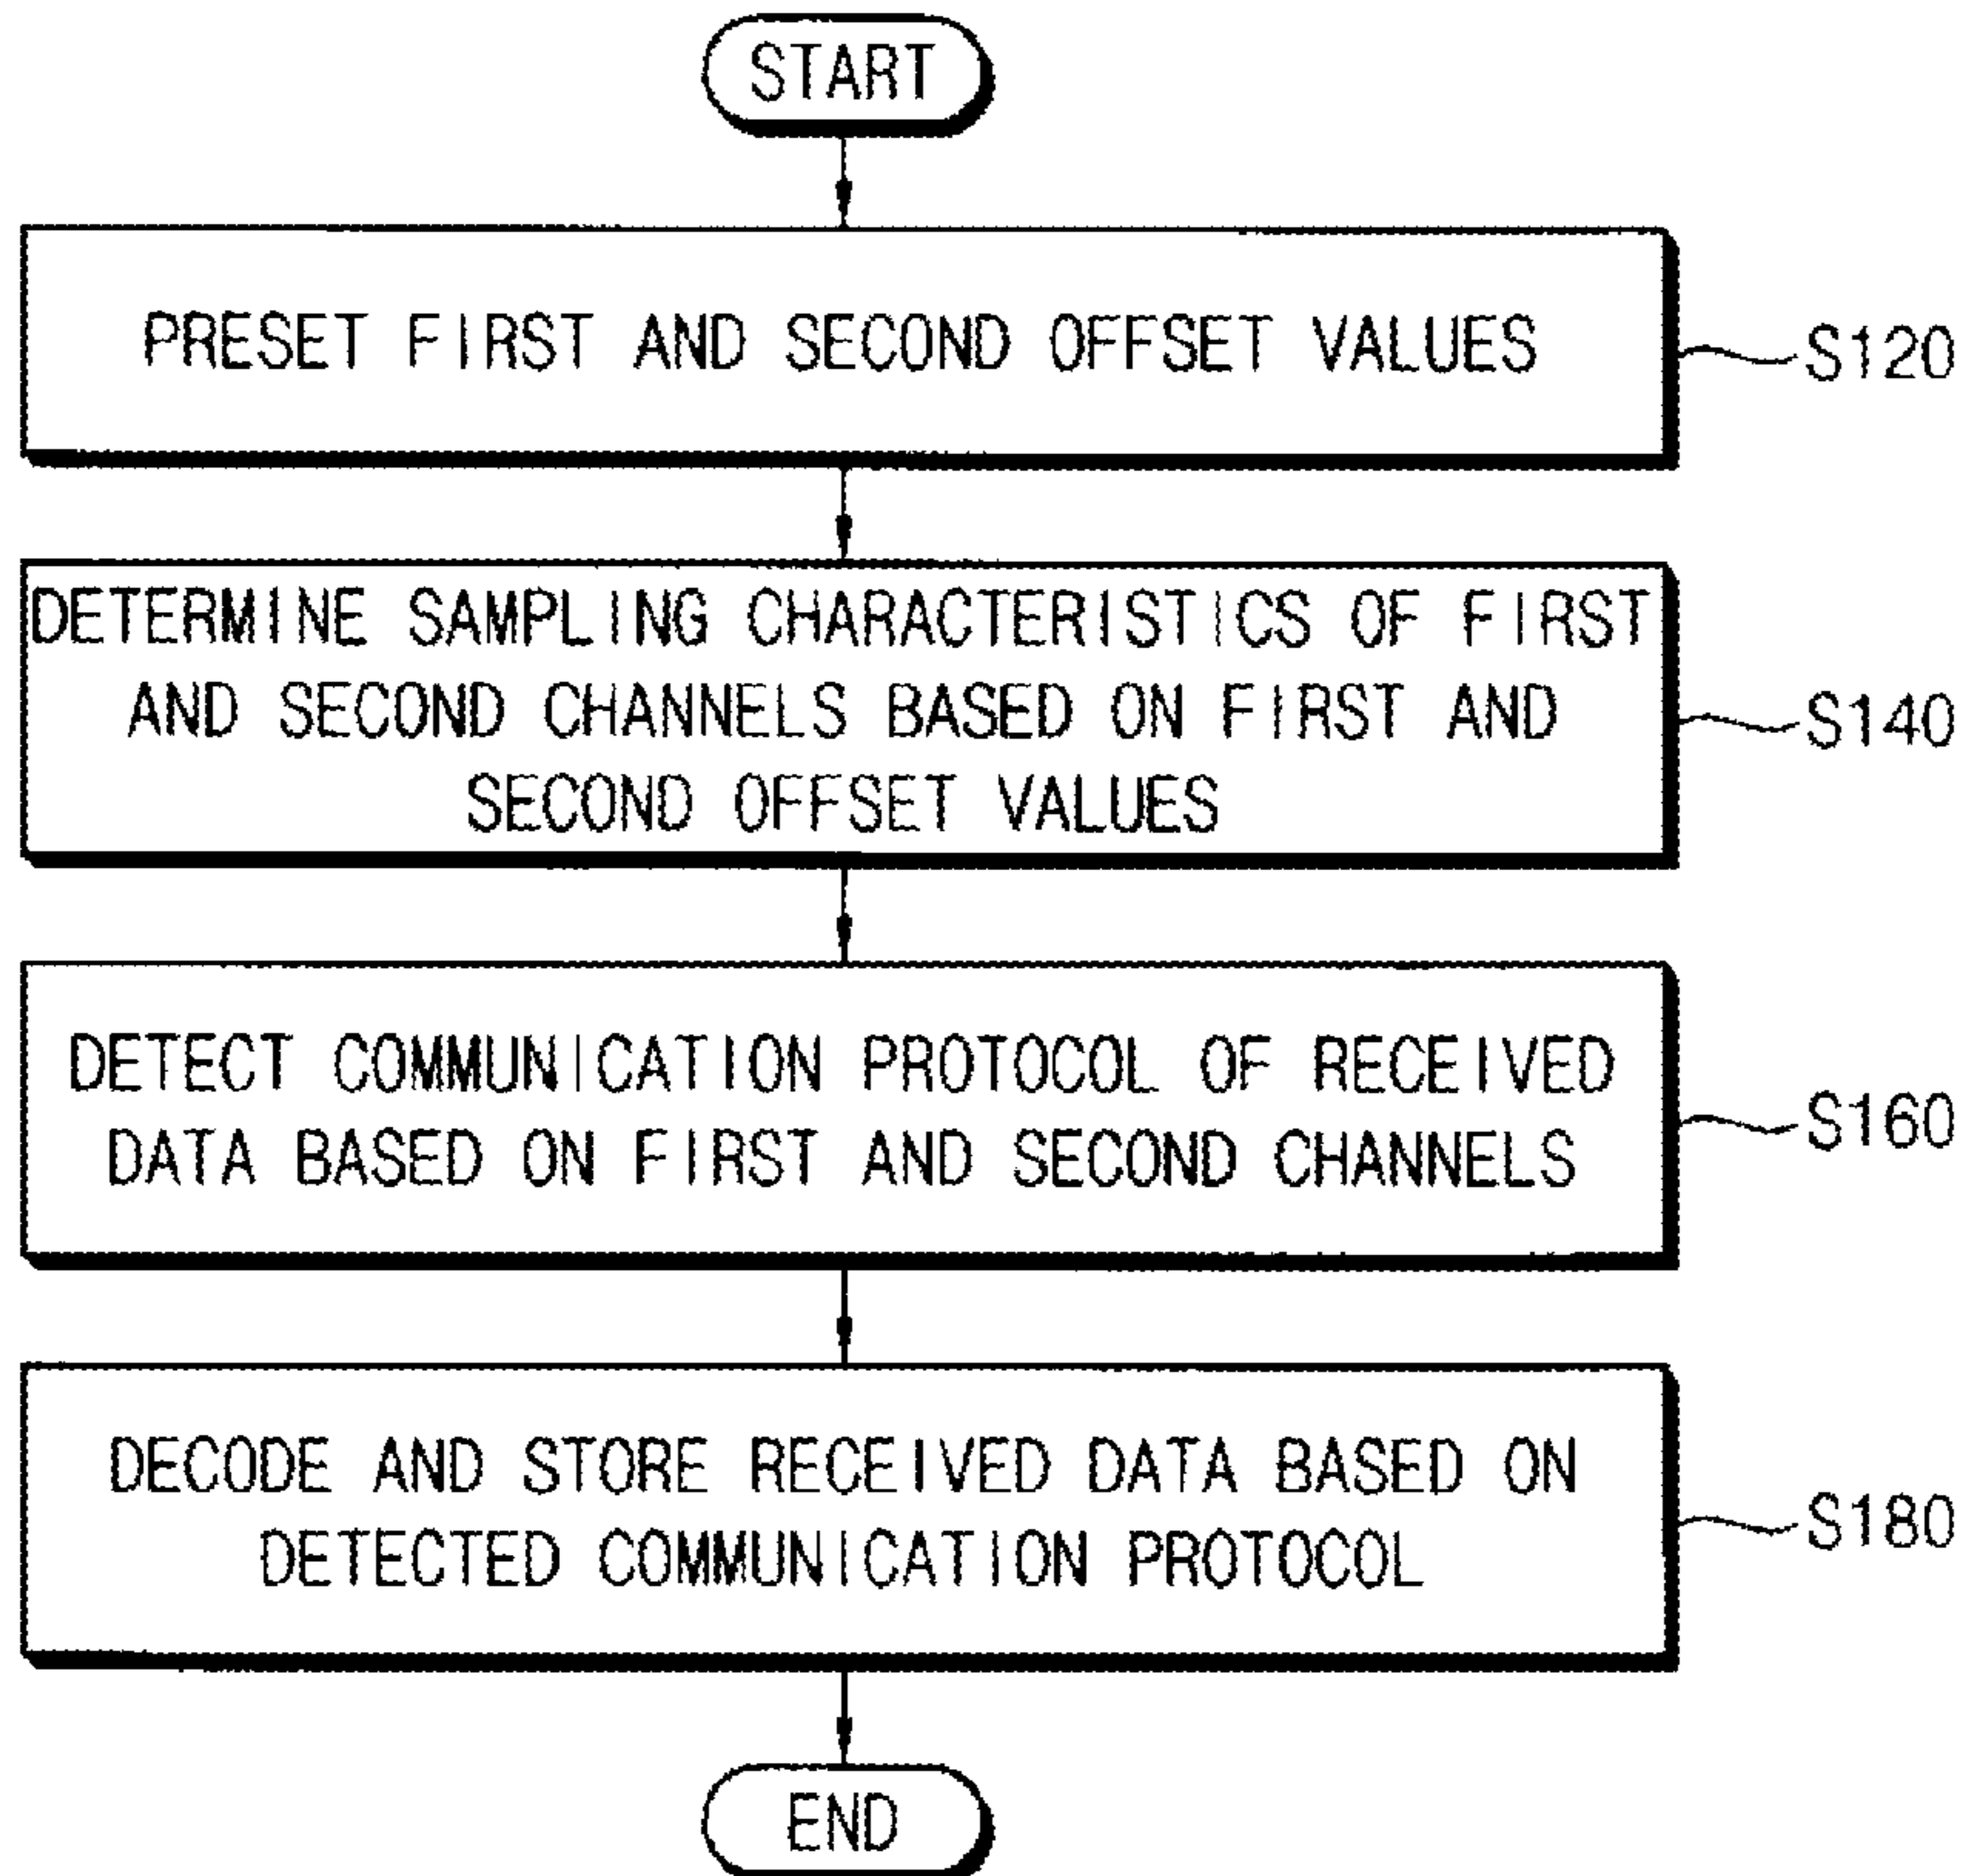 START
PRESET FIRST AND SECOND OFFSET VALUES
S120
DETERMINE SAMPLING CHARACTERISTICS OF FIRST
AND SECOND CHANNELS BASED ON FIRST AND
SECOND OFFSET VALUES
S140
DETECT COMMUNICATION PROTOCOL OF RECEIVED
DATA BASED ON FIRST AND SECOND CHANNELS
S160
DECODE AND STORE RECEIVED DATA BASED ON
DETECTED COMMUNICATION PROTOCOL
S180
END